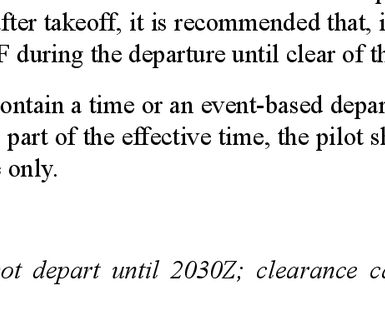 after takeoff, it is recommended that, i
F during the departure until clear of th
ontain a time or an event-based depar
part of the effective time, the pilot sh
only.
ot depart until 2030Z; clearance ca